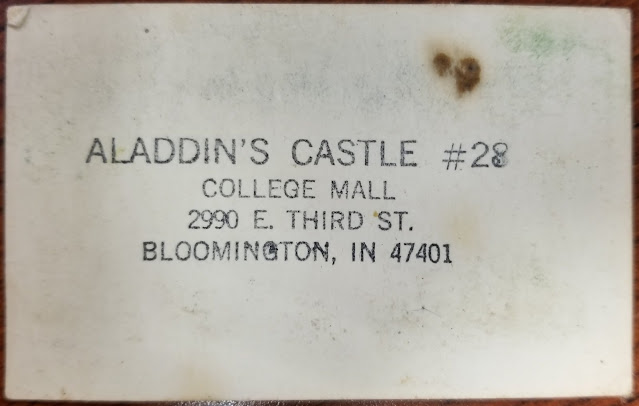 ALADDIN'S CASTLE #28
COLLEGE MALL
2990 E. THIRD ST.
BLOOMINGTON, IN 47401